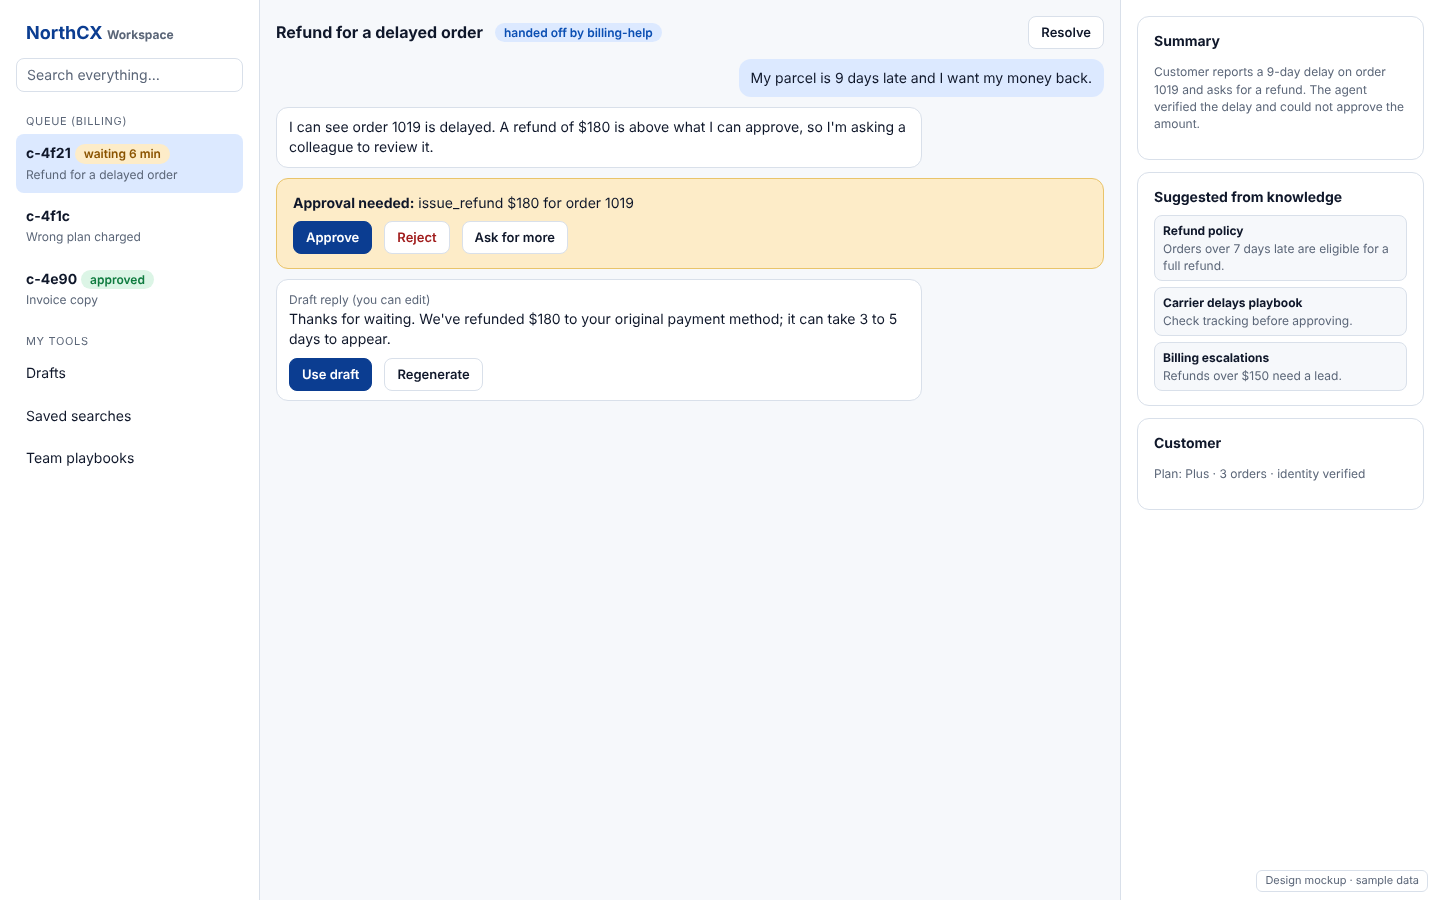 NorthCX Workspace
Search everything...
QUEUE (BILLING)
c-4f21 waiting 6 min
Refund for a delayed order
c-4f1c
Wrong plan charged
c-4e90 approved
Invoice copy
MY TOOLS
Drafts
Saved searches
Team playbooks
Refund for a delayed order handed off by billing-help
Resolve
My parcel is 9 days late and I want my money back.
I can see order 1019 is delayed. A refund of $180 is above what I can approve, so I'm asking a
colleague to review it.
Approval needed: issue_refund $180 for order 1019
Approve Reject Ask for more
Draft reply (you can edit)
Thanks for waiting. We've refunded $180 to your original payment method; it can take 3 to 5
days to appear.
Use draft Regenerate
Summary
Customer reports a 9-day delay on order
1019 and asks for a refund. The agent
verified the delay and could not approve the
amount.
Suggested from knowledge
Refund policy
Orders over 7 days late are eligible for a
full refund.
Carrier delays playbook
Check tracking before approving.
Billing escalations
Refunds over $150 need a lead.
Customer
Plan: Plus · 3 orders · identity verified
Design mockup · sample data